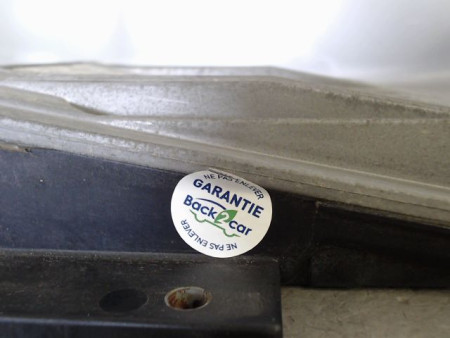 NE PAS ENLEVER
GARANTIE
Back2car
NE PAS ENLEVER